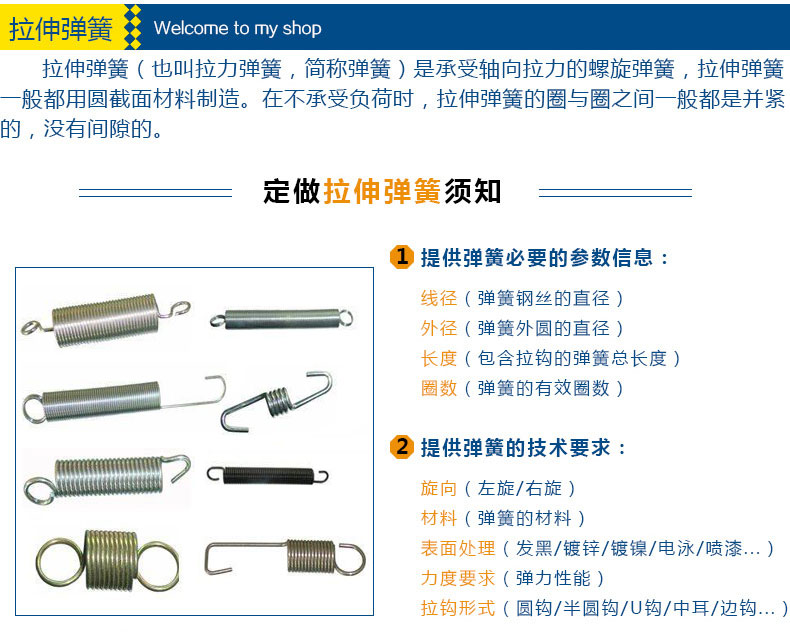 拉伸弹簧 Welcome to my shop
拉伸弹簧（也叫拉力弹簧，简称弹簧）是承受轴向拉力的螺旋弹簧，拉伸弹簧
一般都用圆截面材料制造。在不承受负荷时，拉伸弹簧的圈与圈之间一般都是并紧
的，没有间隙的。
定做拉伸弹簧须知
1 提供弹簧必要的参数信息：
线径（弹簧钢丝的直径）
外径（弹簧外圆的直径）
长度（包含拉钩的弹簧总长度）
圈数（弹簧的有效圈数）
2 提供弹簧的技术要求：
旋向（左旋/右旋）
材料（弹簧的材料）
表面处理（发黑/镀锌/镀镍/电泳/喷漆...）
力度要求（弹力性能）
拉钩形式（圆钩/半圆钩/U钩/中耳/边钩...）